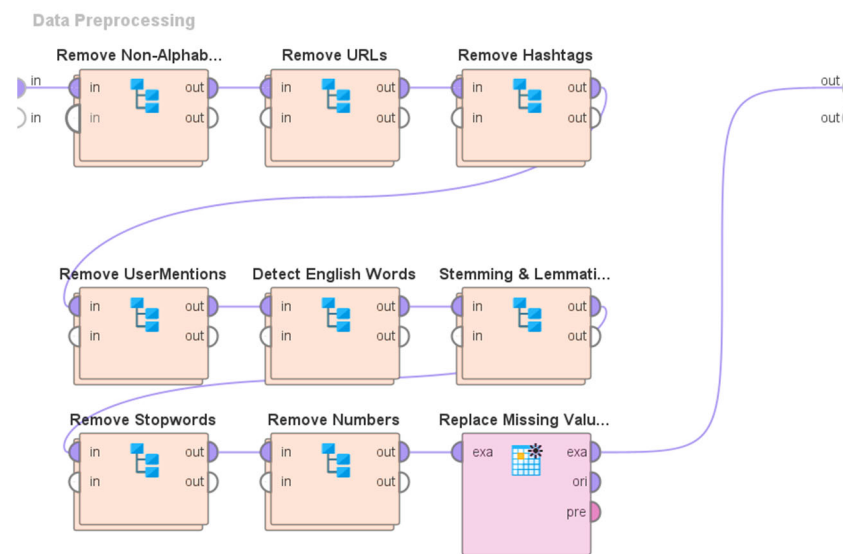 Data Preprocessing
Remove Non-Alphab... Remove URLs Remove Hashtags
in in out in out in out out
in in out in out in out out
Remove UserMentions Detect English Words Stemming & Lemmati...
in out in out in out
in out in out in out
Remove Stopwords Remove Numbers Replace Missing Valu...
in out in out exa exa
in out in out ori
pre